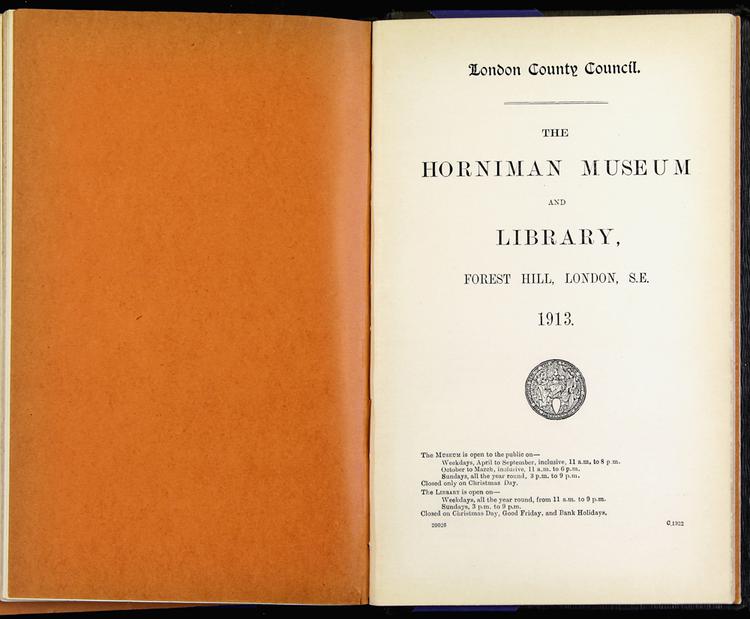 London County Council.
THE
HORNIMAN MUSEUM
AND
LIBRARY,
FOREST HILL, LONDON, S.E.
1913.
The MUSEUM is open to the public on—
Weekdays, April to September, inclusive, 11 a.m. to 8 p.m.
October to March, inclusive, 11 a.m. to 6 p.m.
Sundays, all the year round, 3 p.m. to 9 p.m.
Closed only on Christmas Day.
The LIBRARY is open on—
Weekdays, all the year round, from 11 a.m. to 9 p.m.
Sundays, 3 p.m. to 9 p.m.
Closed on Christmas Day, Good Friday, and Bank Holidays.
20026 C.1922